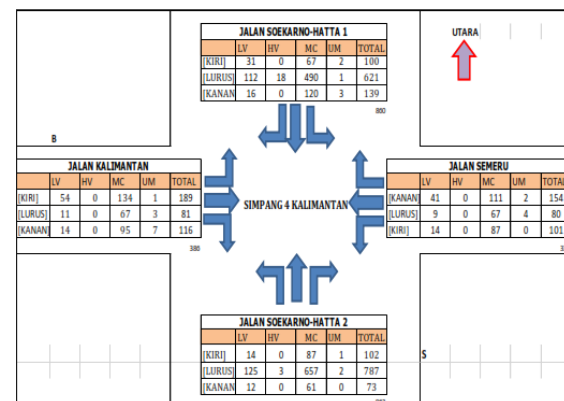 JALAN SOEKARNO-HATTA 1
LV HV MC UM TOTAL
[KIRI] 31 0 67 2 100
[LURUS] 112 18 490 1 621
[KANAN 16 0 120 3 139
860
UTARA
B
JALAN KALIMANTAN
LV HV MC UM TOTAL
[KIRI] 54 0 134 1 189
[LURUS] 11 0 67 3 81
[KANAN] 14 0 95 7 116
386
SIMPANG 4 KALIMANTAN
JALAN SEMERU
LV HV MC UM TOTAL
[KANAN] 41 0 111 2 154
[LURUS] 9 0 67 4 80
[KIRI] 14 0 87 0 101
JALAN SOEKARNO-HATTA 2
LV HV MC UM TOTAL
[KIRI] 14 0 87 1 102
[LURUS] 125 3 657 2 787
[KANAN 12 0 61 0 73
S